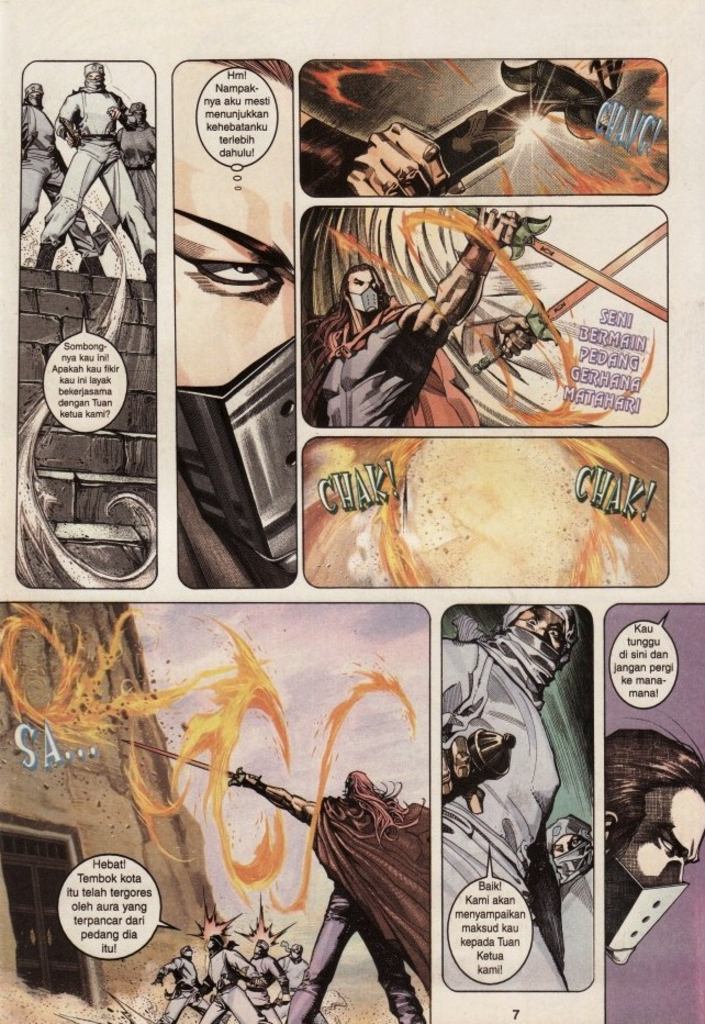 Sombong-
nya kau ini!
Apakah kau fikir
kau ini layak
bekerjasama
dengan Tuan
ketua kami?
Hm!
Nampak-
nya aku mesti
menunjukkan
kehebatanku
terlebih
dahulu!
CHANG!
SENI
BERMAIN
PEDANG
GERHANA
MATAHARI
CHAK!
CHAK!
SA...
Hebat!
Tembok kota
itu telah tergores
oleh aura yang
terpancar dari
pedang dia
itu!
Baik!
Kami akan
menyampaikan
maksud kau
kepada Tuan
Ketua
kami!
Kau
tunggu
di sini dan
jangan pergi
ke mana-
mana!
7